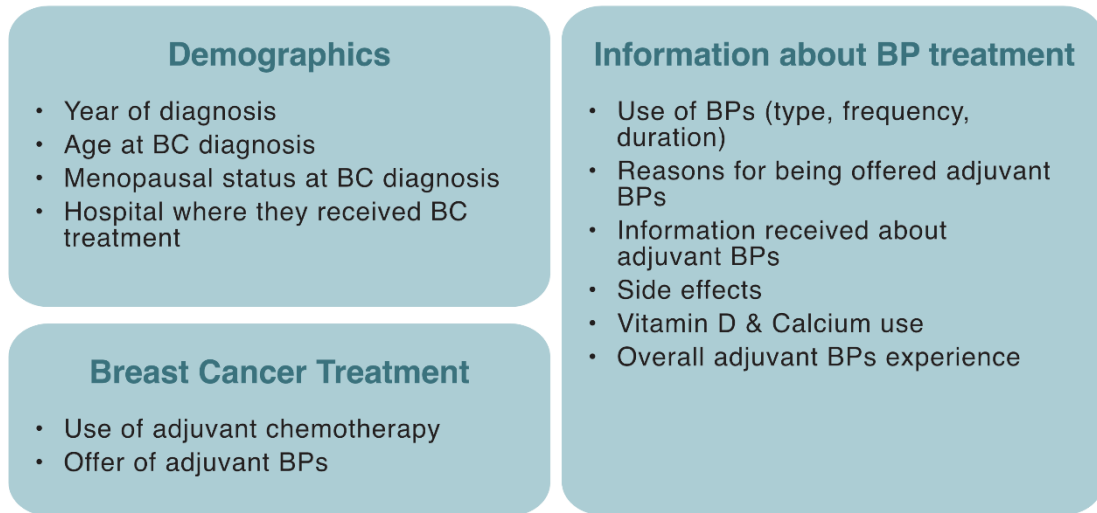 Demographics
• Year of diagnosis
• Age at BC diagnosis
• Menopausal status at BC diagnosis
• Hospital where they received BC
treatment
Breast Cancer Treatment
• Use of adjuvant chemotherapy
• Offer of adjuvant BPs
Information about BP treatment
• Use of BPs (type, frequency,
duration)
• Reasons for being offered adjuvant
BPs
• Information received about
adjuvant BPs
• Side effects
• Vitamin D & Calcium use
• Overall adjuvant BPs experience